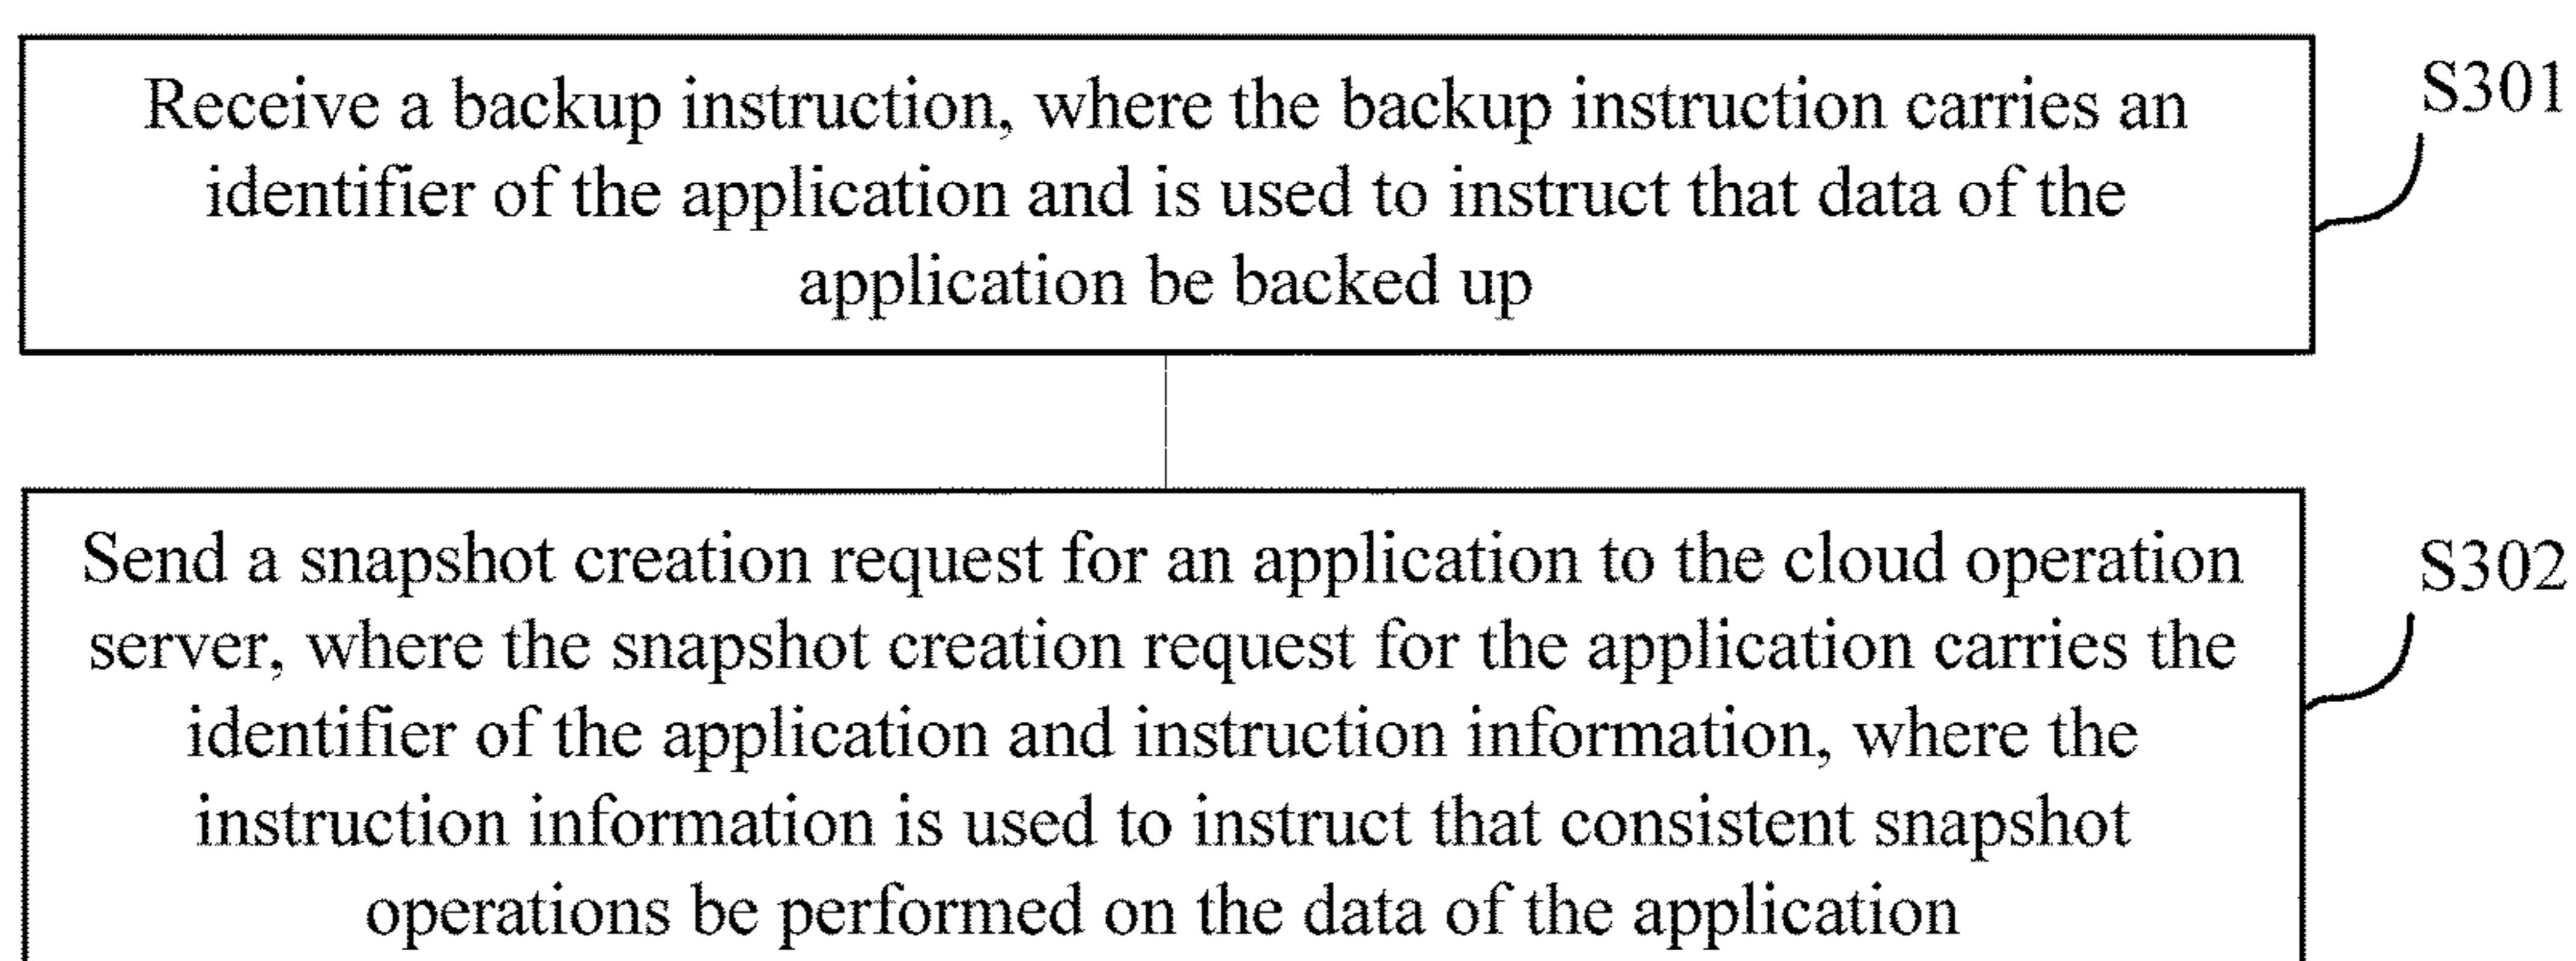 Receive a backup instruction, where the backup instruction carries an
identifier of the application and is used to instruct that data of the
application be backed up
S301
Send a snapshot creation request for an application to the cloud operation
server, where the snapshot creation request for the application carries the
identifier of the application and instruction information, where the
instruction information is used to instruct that consistent snapshot
operations be performed on the data of the application
S302